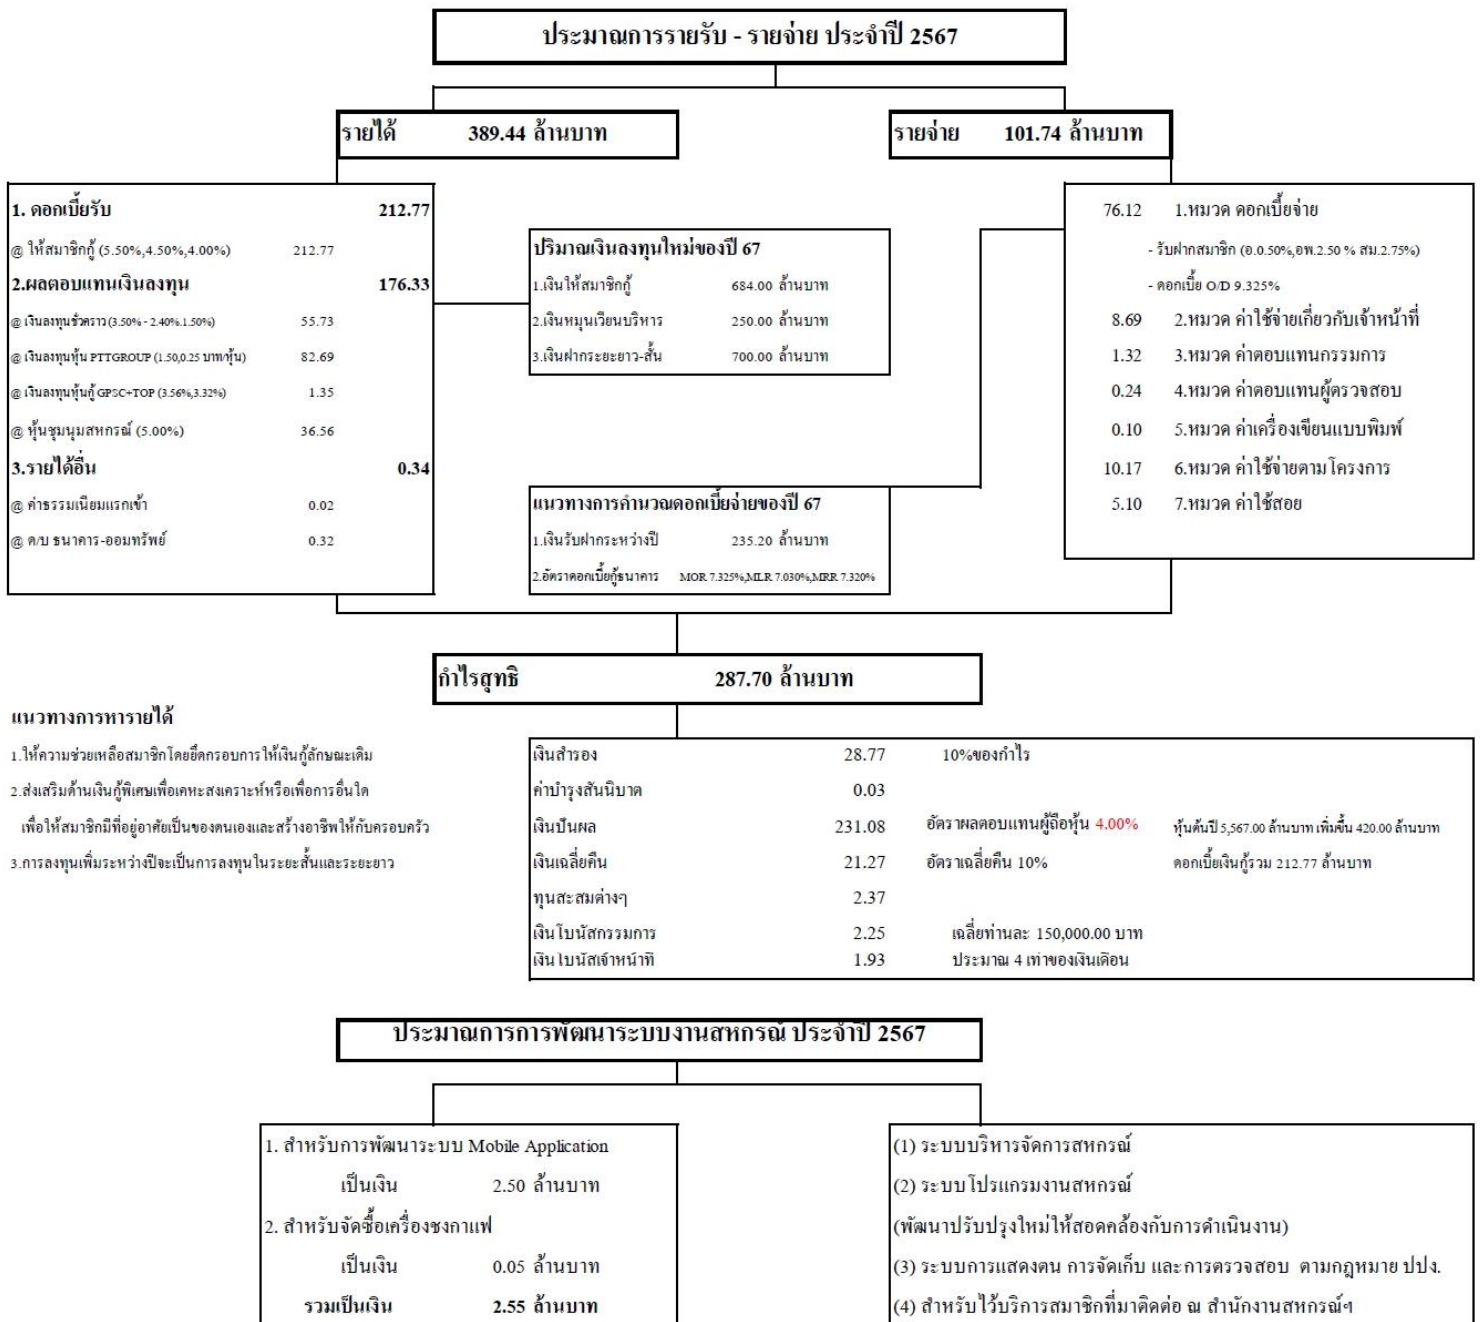 ประมาณการรายรับ - รายจ่าย ประจำปี 2567
รายได้ 389.44 ล้านบาท
รายจ่าย 101.74 ล้านบาท
1. ดอกเบี้ยรับ 212.77
@ ให้สมาชิกกู้ (5.50%,4.50%,4.00%) 212.77
2.ผลตอบแทนเงินลงทุน 176.33
@ เงินลงทุนชั่วคราว (3.50% - 2.40%.1.50%) 55.73
@ เงินลงทุนหุ้น PTTGROUP (1.50,0.25 บาท/หุ้น) 82.69
@ เงินลงทุนหุ้นกู้ GPSC+TOP (3.56%,3.32%) 1.35
@ หุ้นชุมนุมสหกรณ์ (5.00%) 36.56
3.รายได้อื่น 0.34
@ ค่าธรรมเนียมแรกเข้า 0.02
@ ด/บ ธนาคาร-ออมทรัพย์ 0.32
ปริมาณเงินลงทุนใหม่ของปี 67
1.เงินให้สมาชิกกู้ 684.00 ล้านบาท
2.เงินหมุนเวียนบริหาร 250.00 ล้านบาท
3.เงินฝากระยะยาว-สั้น 700.00 ล้านบาท
แนวทางการคำนวณดอกเบี้ยจ่ายของปี 67
1.เงินรับฝากระหว่างปี 235.20 ล้านบาท
2.อัตราดอกเบี้ยกู้ธนาคาร MOR 7.325%,MLR 7.030%,MRR 7.320%
76.12 1.หมวด ดอกเบี้ยจ่าย
- รับฝากสมาชิก (อ.0.50%,อพ.2.50 % สม.2.75%)
- ดอกเบี้ย O/D 9.325%
8.69 2.หมวด ค่าใช้จ่ายเกี่ยวกับเจ้าหน้าที่
1.32 3.หมวด ค่าตอบแทนกรรมการ
0.24 4.หมวด ค่าตอบแทนผู้ตรวจสอบ
0.10 5.หมวด ค่าเครื่องเขียนแบบพิมพ์
10.17 6.หมวด ค่าใช้จ่ายตามโครงการ
5.10 7.หมวด ค่าใช้สอย
กำไรสุทธิ 287.70 ล้านบาท
แนวทางการหารายได้
1.ให้ความช่วยเหลือสมาชิกโดยยึดกรอบการให้เงินกู้ลักษณะเดิม
2.ส่งเสริมด้านเงินกู้พิเศษเพื่อเคหะสงเคราะห์หรือเพื่อการอื่นใด
เพื่อให้สมาชิกมีที่อยู่อาศัยเป็นของตนเองและสร้างอาชีพให้กับครอบครัว
3.การลงทุนเพิ่มระหว่างปีจะเป็นการลงทุนในระยะสั้นและระยะยาว
เงินสำรอง 28.77 10%ของกำไร
ค่าบำรุงสันนิบาต 0.03
เงินปันผล 231.08 อัตราผลตอบแทนผู้ถือหุ้น 4.00% หุ้นต้นปี 5,567.00 ล้านบาท เพิ่มขึ้น 420.00 ล้านบาท
เงินเฉลี่ยคืน 21.27 อัตราเฉลี่ยคืน 10% ดอกเบี้ยเงินกู้รวม 212.77 ล้านบาท
ทุนสะสมต่างๆ 2.37
เงินโบนัสกรรมการ 2.25 เฉลี่ยท่านละ 150,000.00 บาท
เงินโบนัสเจ้าหน้าที่ 1.93 ประมาณ 4 เท่าของเงินเดือน
ประมาณการการพัฒนาระบบงานสหกรณ์ ประจำปี 2567
1. สำหรับการพัฒนาระบบ Mobile Application
เป็นเงิน 2.50 ล้านบาท
2. สำหรับจัดซื้อเครื่องชงกาแฟ
เป็นเงิน 0.05 ล้านบาท
รวมเป็นเงิน 2.55 ล้านบาท
(1) ระบบบริหารจัดการสหกรณ์
(2) ระบบโปรแกรมงานสหกรณ์
(พัฒนาปรับปรุงใหม่ให้สอดคล้องกับการดำเนินงาน)
(3) ระบบการแสดงตน การจัดเก็บ และการตรวจสอบ ตามกฎหมาย ปปง.
(4) สำหรับไว้บริการสมาชิกที่มาติดต่อ ณ สำนักงานสหกรณ์ฯ